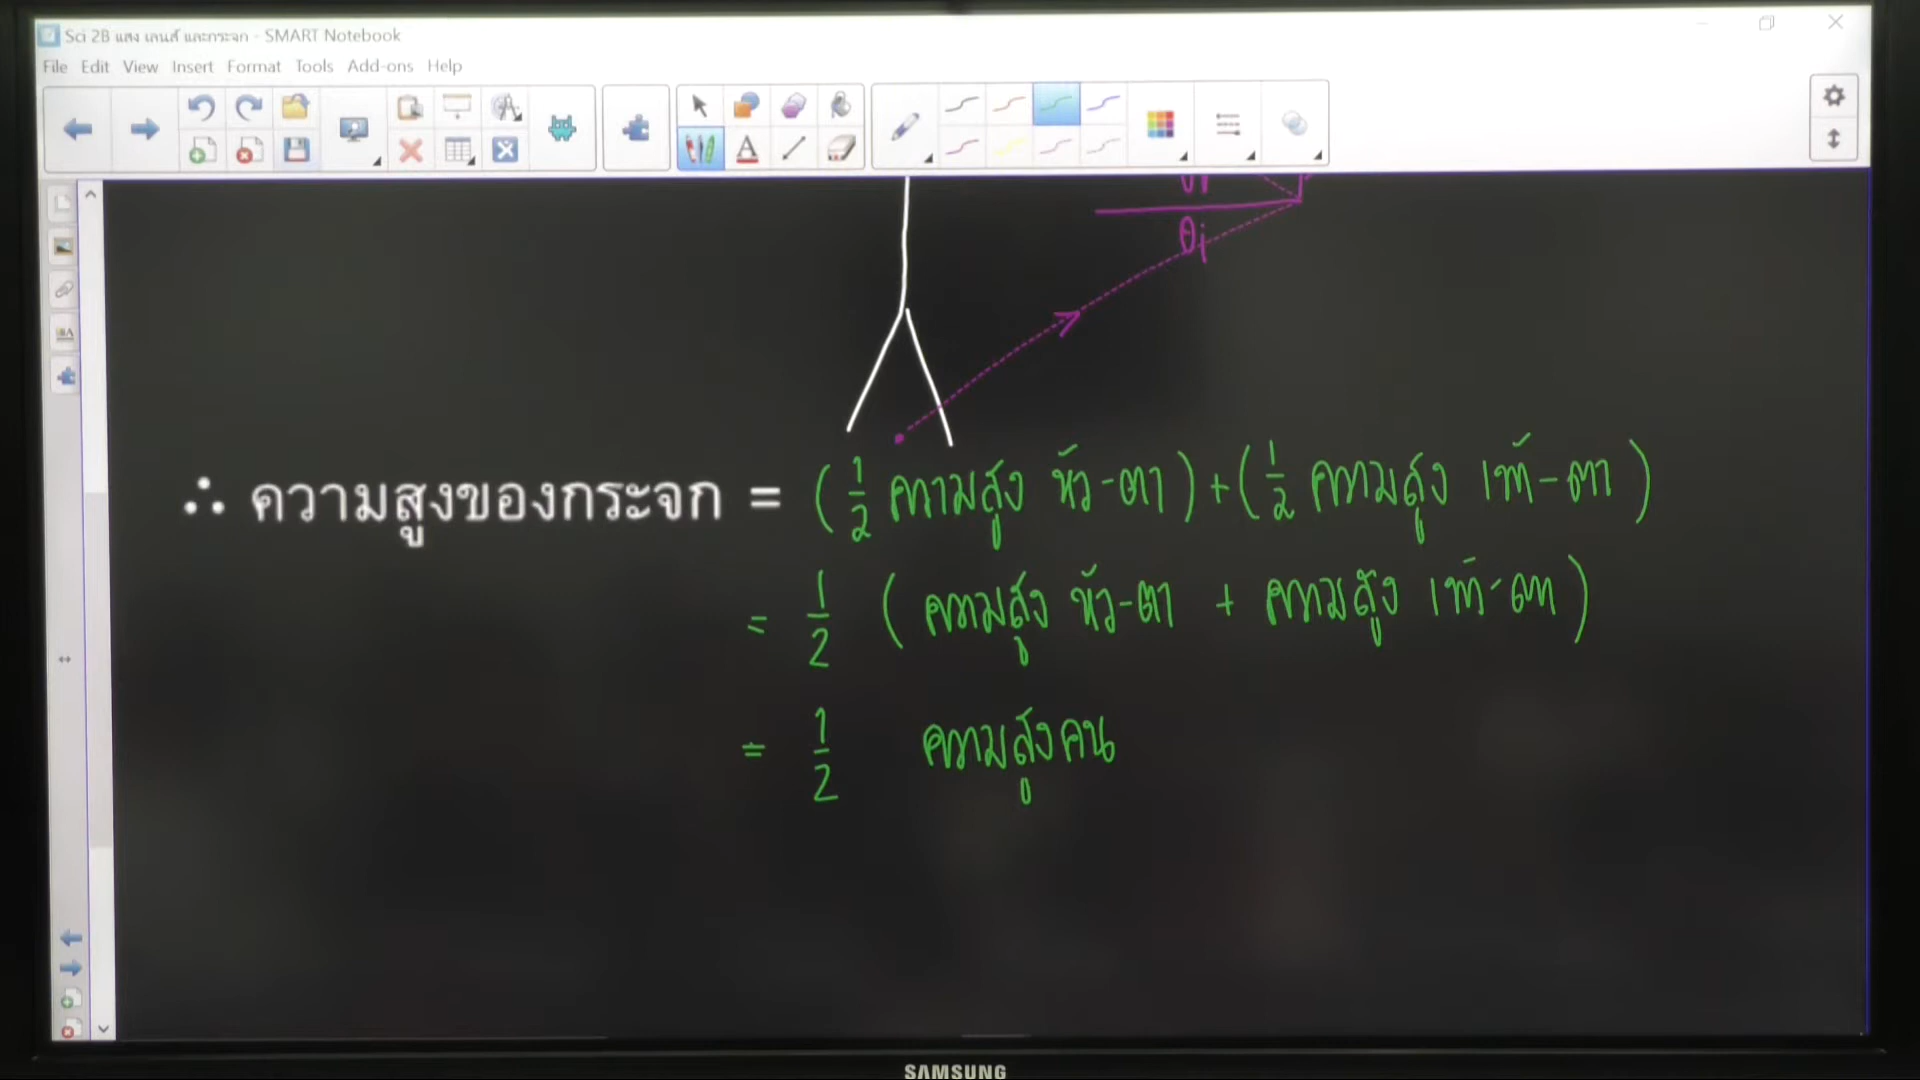 Sci 2B แสง เลนส์ และกระจก - SMART Notebook
File Edit View Insert Format Tools Add-ons Help
θi
∴ ความสูงของกระจก = (1/2 ความสูง หัว-ตา) + (1/2 ความสูง เท้า-ตา)
= 1/2 (ความสูง หัว-ตา + ความสูง เท้า-ตา)
= 1/2 ความสูงคน
SAMSUNG